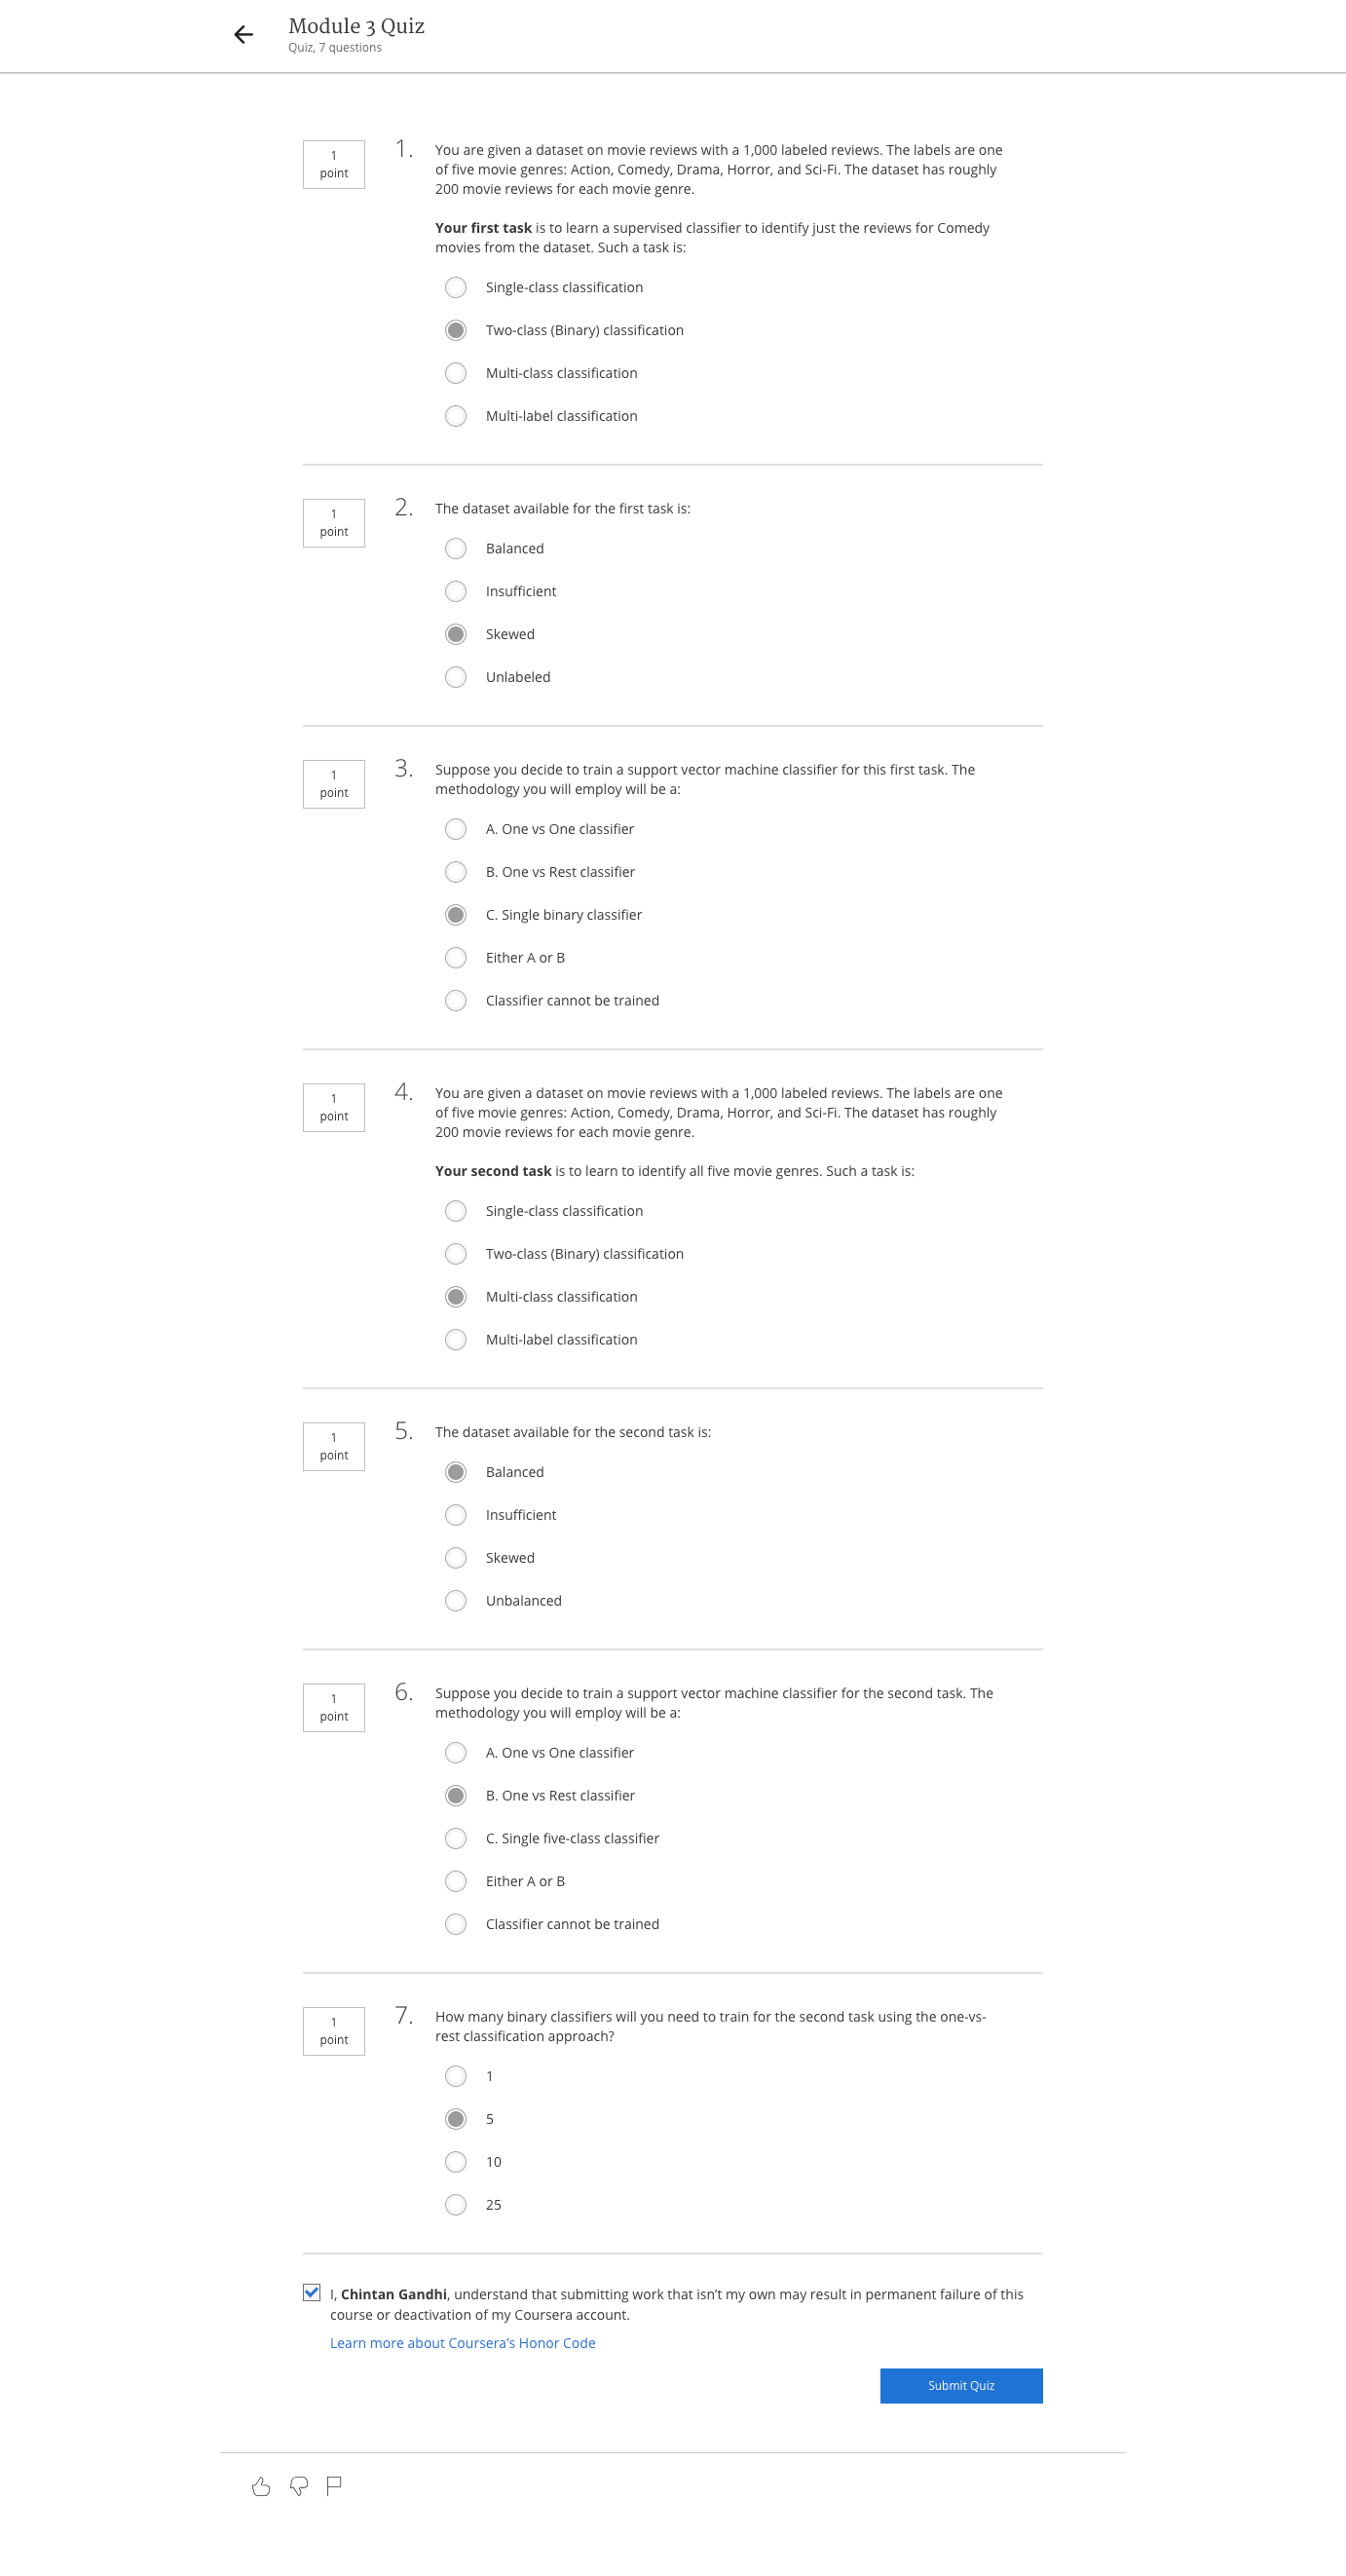 Module 3 Quiz
Quiz, 7 questions
1
point
1.
You are given a dataset on movie reviews with a 1,000 labeled reviews. The labels are one
of five movie genres: Action, Comedy, Drama, Horror, and Sci-Fi. The dataset has roughly
200 movie reviews for each movie genre.
Your first task is to learn a supervised classifier to identify just the reviews for Comedy
movies from the dataset. Such a task is:
Single-class classification
Two-class (Binary) classification
Multi-class classification
Multi-label classification
1
point
2.
The dataset available for the first task is:
Balanced
Insufficient
Skewed
Unlabeled
1
point
3.
Suppose you decide to train a support vector machine classifier for this first task. The
methodology you will employ will be a:
A. One vs One classifier
B. One vs Rest classifier
C. Single binary classifier
Either A or B
Classifier cannot be trained
1
point
4.
You are given a dataset on movie reviews with a 1,000 labeled reviews. The labels are one
of five movie genres: Action, Comedy, Drama, Horror, and Sci-Fi. The dataset has roughly
200 movie reviews for each movie genre.
Your second task is to learn to identify all five movie genres. Such a task is:
Single-class classification
Two-class (Binary) classification
Multi-class classification
Multi-label classification
1
point
5.
The dataset available for the second task is:
Balanced
Insufficient
Skewed
Unbalanced
1
point
6.
Suppose you decide to train a support vector machine classifier for the second task. The
methodology you will employ will be a:
A. One vs One classifier
B. One vs Rest classifier
C. Single five-class classifier
Either A or B
Classifier cannot be trained
1
point
7.
How many binary classifiers will you need to train for the second task using the one-vs-
rest classification approach?
1
5
10
25
I, Chintan Gandhi, understand that submitting work that isn't my own may result in permanent failure of this
course or deactivation of my Coursera account.
Learn more about Coursera's Honor Code
Submit Quiz